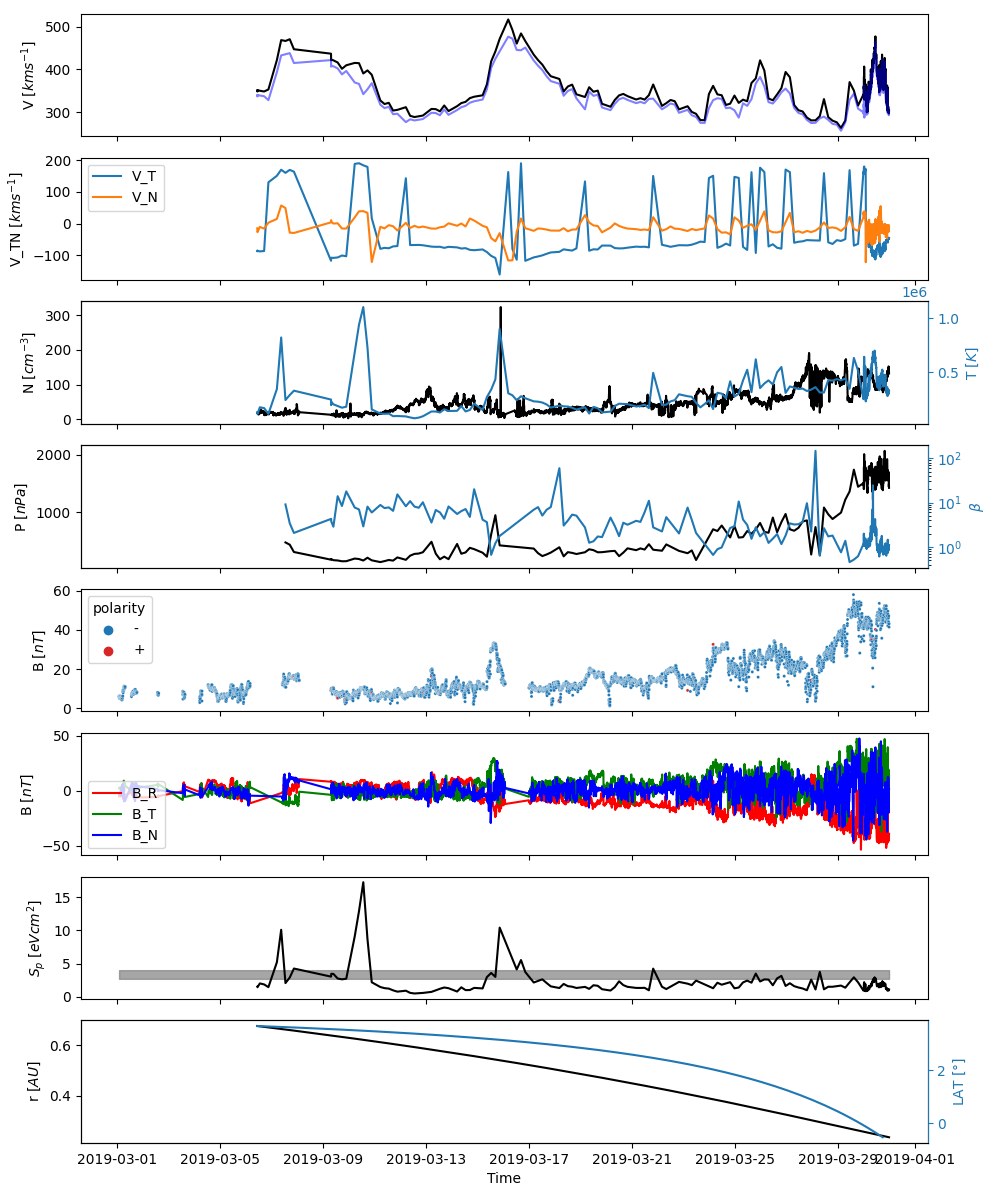 500
400
300
V [kms⁻¹]
200
100
0
−100
V_TN [kms⁻¹]
V_T
V_N
1e6
300
200
100
0
N [cm⁻³]
1.0
0.5
T [K]
2000
1000
P [nPa]
10²
10¹
10⁰
β
60
40
20
0
B [nT]
polarity
-
+
50
0
−50
B [nT]
B_R
B_T
B_N
15
10
5
0
Sₚ [eVcm²]
0.6
0.4
r [AU]
2
0
LAT [°]
2019-03-01 2019-03-05 2019-03-09 2019-03-13 2019-03-17 2019-03-21 2019-03-25 2019-03-29 2019-04-01
Time